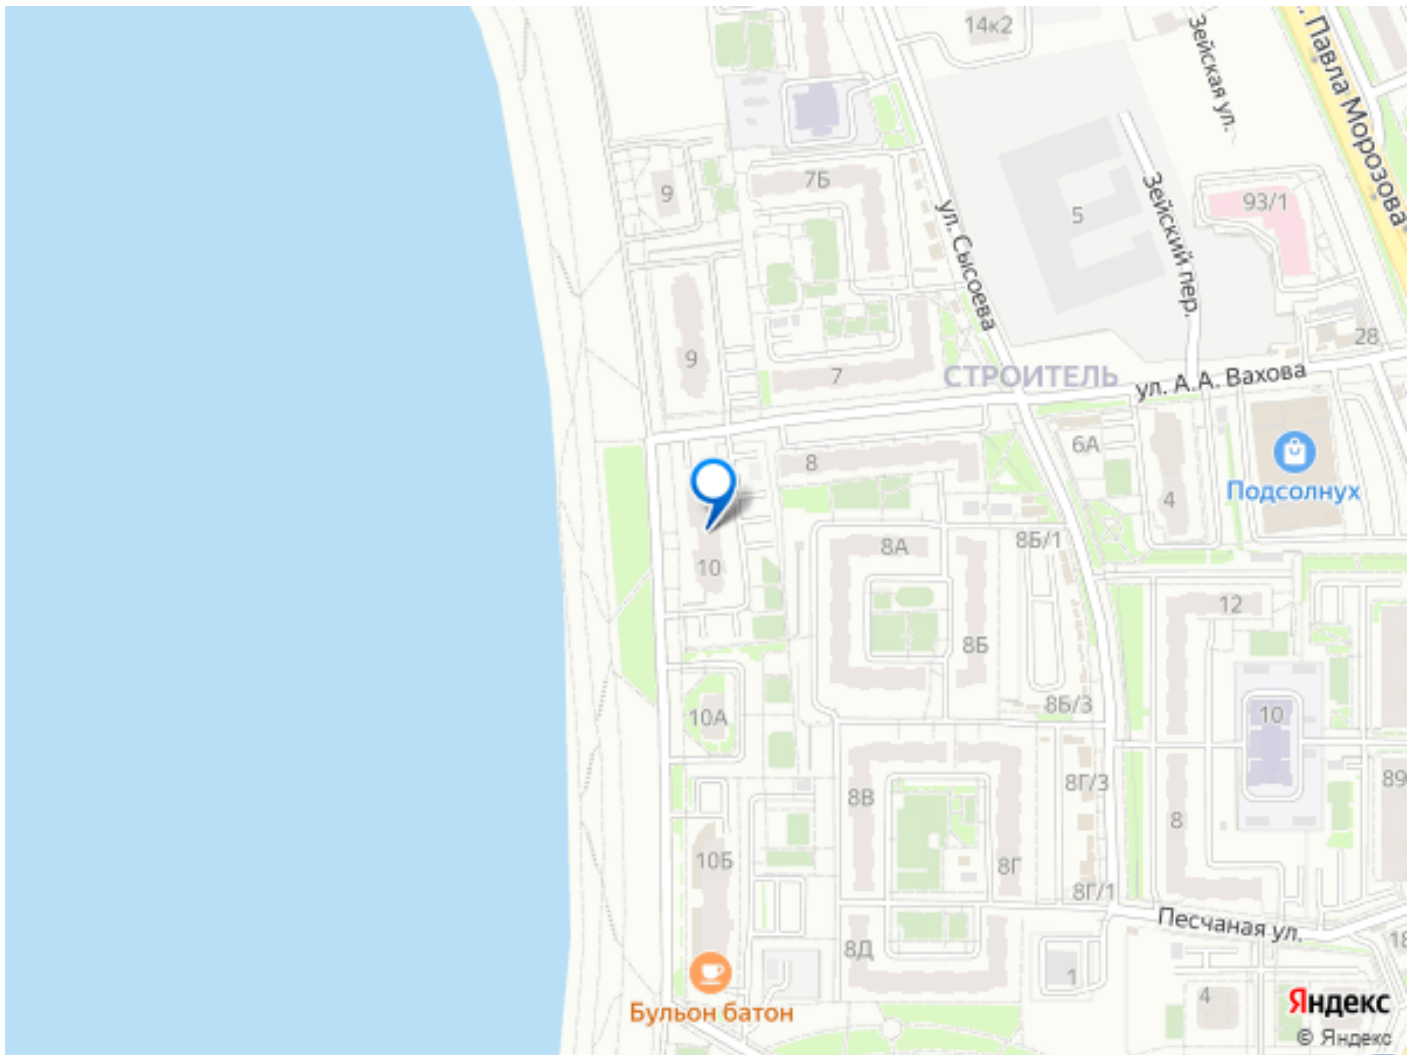 14к2
Зейская ул.
. Павла Морозова
7Б
9
93/1
5
ул. Сысоева
Зейский пер.
28
9
7
СТРОИТЕЛЬ
ул. А.А. Вахова
6А
8
4
Подсолнух
8А
8Б/1
10
12
8Б
10А
8Б/3
10
8В
8Г/3
89
8
10Б
8Г
8Г/1
Песчаная ул.
8Д
1
18
4
Бульон батон
Яндекс
© Яндекс